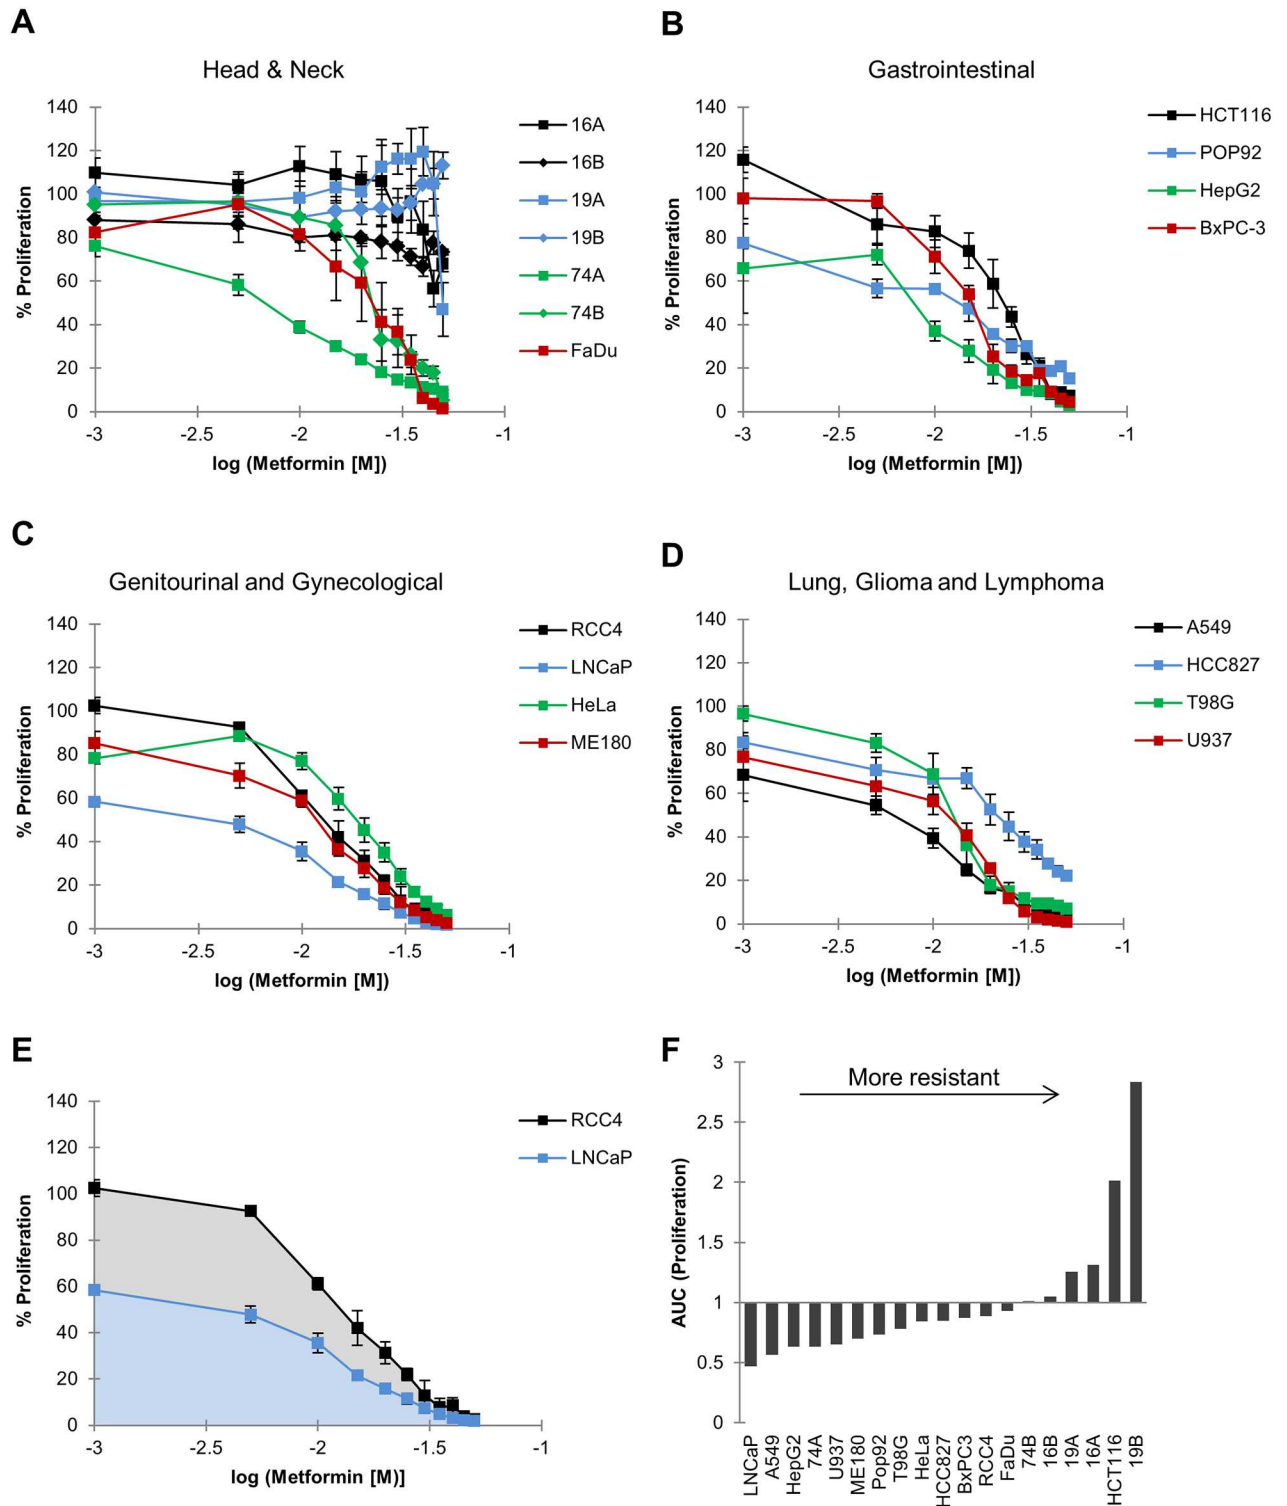 A
Head & Neck
% Proliferation
140
120
100
80
60
40
20
0
-3
-2.5
-2
-1.5
-1
log (Metformin [M])
16A
16B
19A
19B
74A
74B
FaDu
B
Gastrointestinal
% Proliferation
140
120
100
80
60
40
20
0
-3
-2.5
-2
-1.5
-1
log (Metformin [M])
HCT116
POP92
HepG2
BxPC-3
C
Genitourinal and Gynecological
% Proliferation
140
120
100
80
60
40
20
0
-3
-2.5
-2
-1.5
-1
log (Metformin [M])
RCC4
LNCaP
HeLa
ME180
D
Lung, Glioma and Lymphoma
% Proliferation
140
120
100
80
60
40
20
0
-3
-2.5
-2
-1.5
-1
log (Metformin [M])
A549
HCC827
T98G
U937
E
% Proliferation
140
120
100
80
60
40
20
0
-3
-2.5
-2
-1.5
-1
log (Metformin [M)]
RCC4
LNCaP
F
More resistant
AUC (Proliferation)
3
2.5
2
1.5
1
0.5
0
LNCaP
A549
HepG2
74A
U937
ME180
Pop92
T98G
HeLa
HCC827
BxPC3
RCC4
FaDu
74B
16B
19A
16A
HCT116
19B